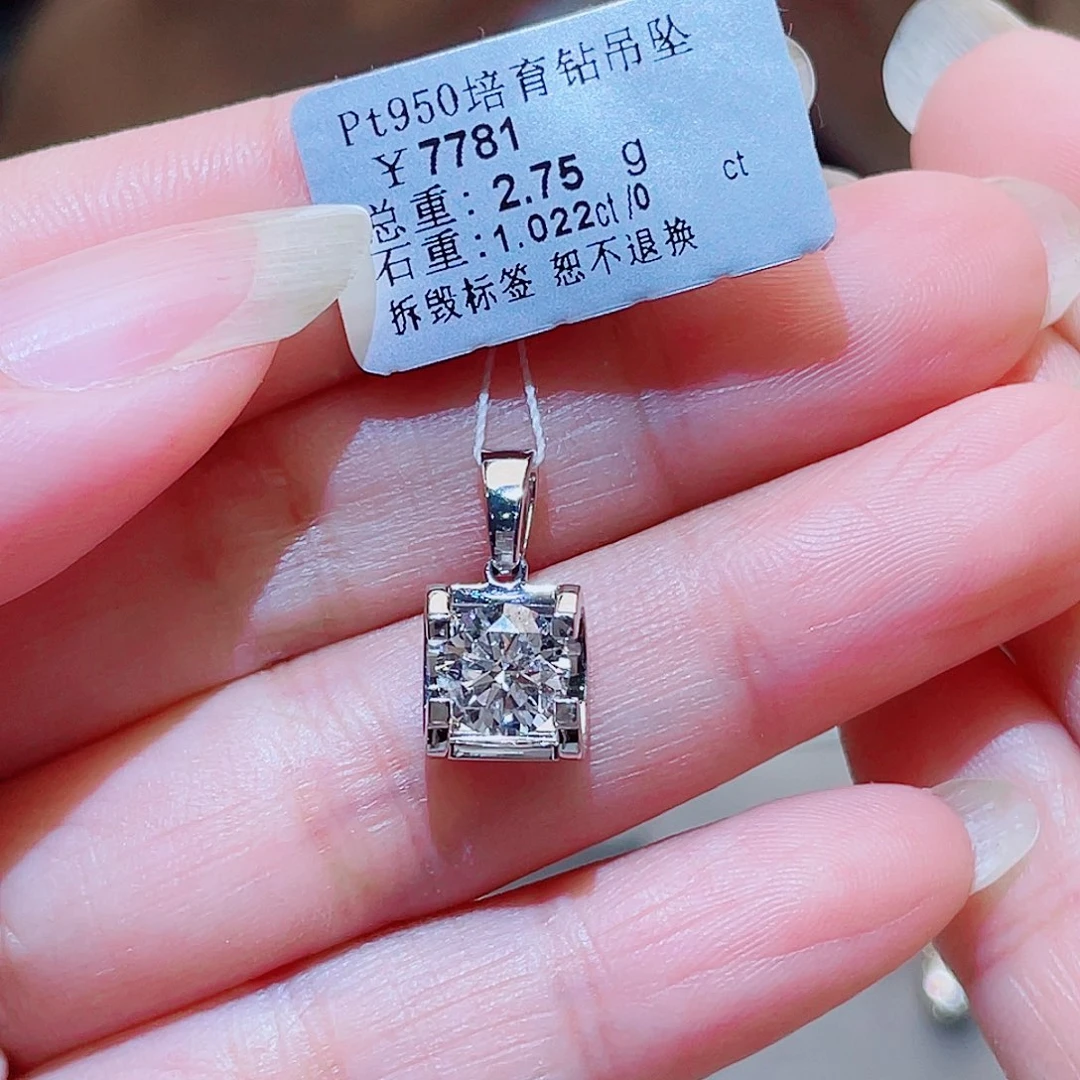 Pt950培育钻吊坠
￥7781
总重: 2.75 g ct
石重:1.022ct/0
拆毁标签 恕不退换